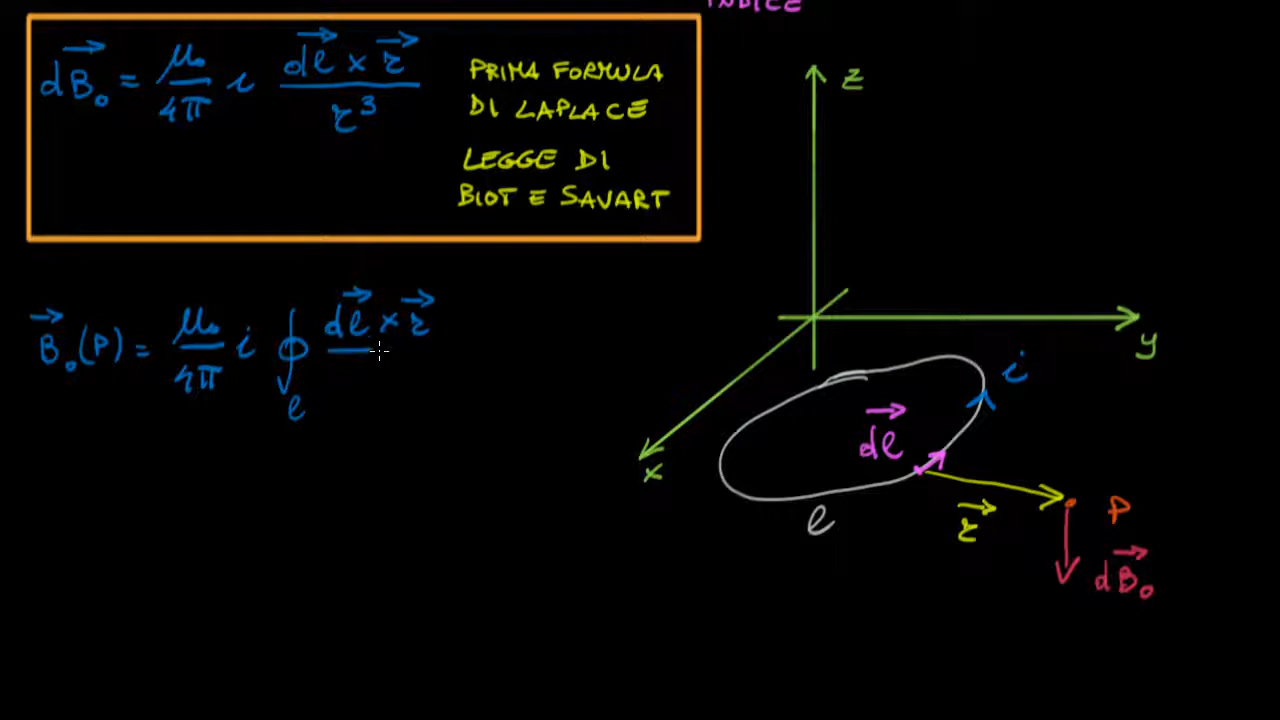 INDICE
dB₀ = μ₀/4π i dl × r / r³
PRIMA FORMULA
DI LAPLACE
LEGGE DI
BIOT E SAVART
B₀(P) = μ₀/4π i ∮ dl × r
l
z
y
x
i
dl
l
r
P
dB₀